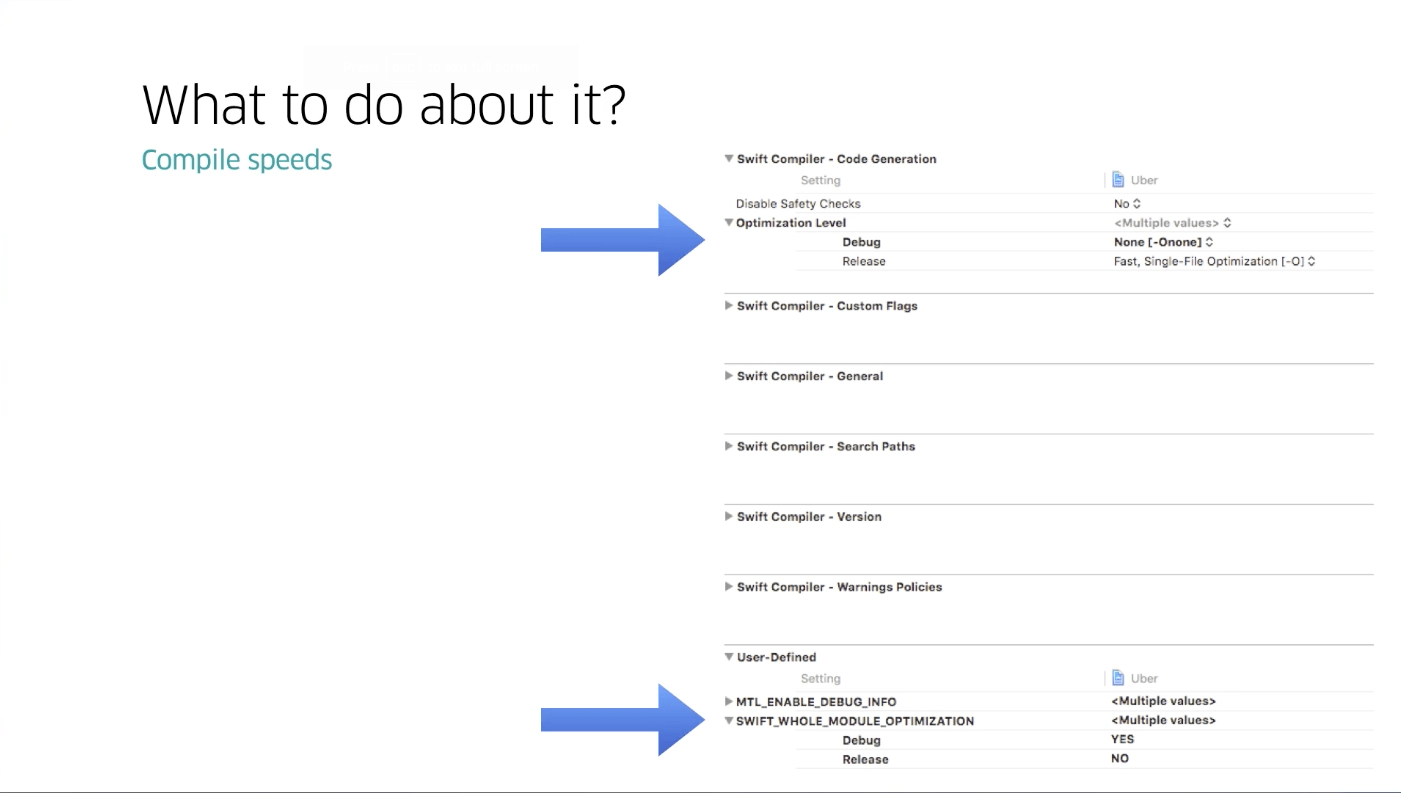 What to do about it?
Compile speeds
Swift Compiler - Code Generation
Setting Uber
Disable Safety Checks No
Optimization Level <Multiple values>
Debug None [-Onone]
Release Fast, Single-File Optimization [-O]
Swift Compiler - Custom Flags
Swift Compiler - General
Swift Compiler - Search Paths
Swift Compiler - Version
Swift Compiler - Warnings Policies
User-Defined
Setting Uber
MTL_ENABLE_DEBUG_INFO <Multiple values>
SWIFT_WHOLE_MODULE_OPTIMIZATION <Multiple values>
Debug YES
Release NO